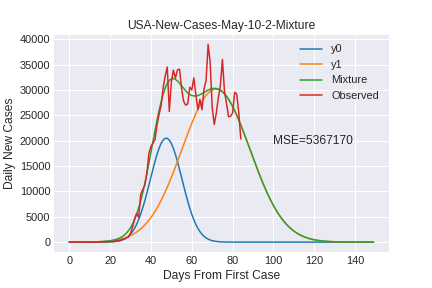 USA-New-Cases-May-10-2-Mixture
40000
35000
30000
25000
20000
15000
10000
5000
0
Daily New Cases
y0
y1
Mixture
Observed
MSE=5367170
0 20 40 60 80 100 120 140
Days From First Case